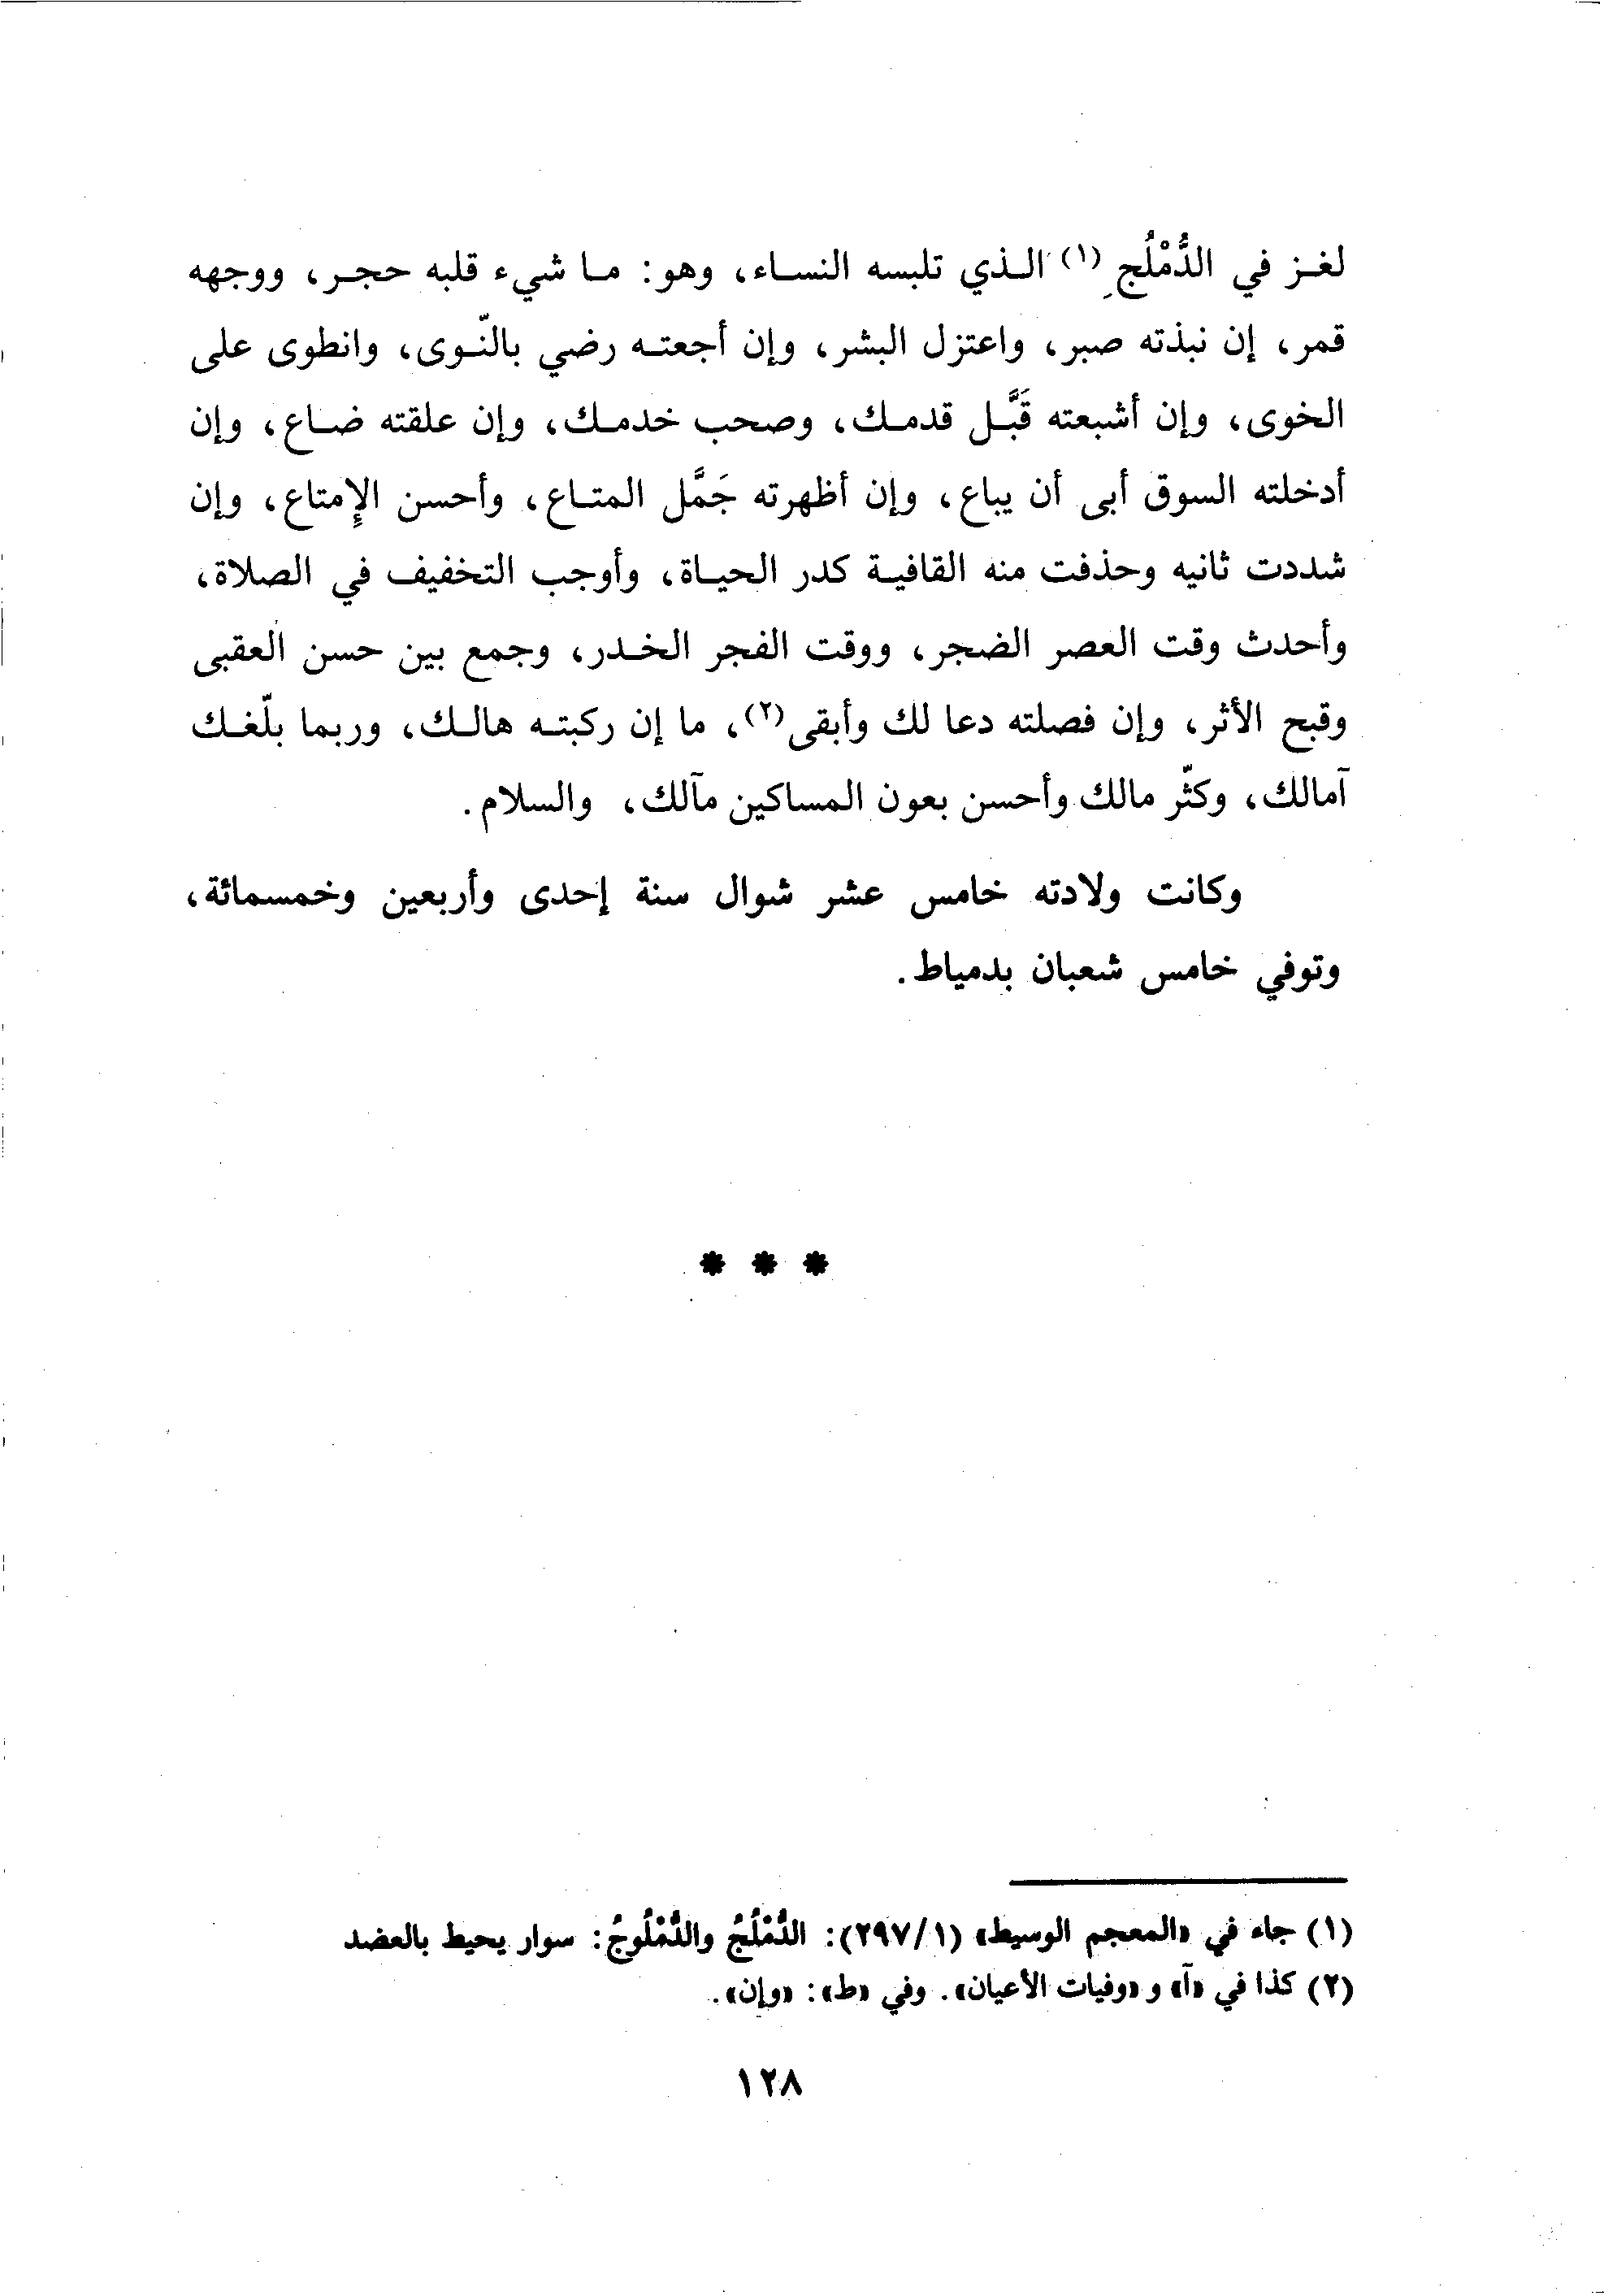 لغز في الدُّمْلُجِ (١) الذي تلبسه النساء، وهو: ما شيء قلبه حجر، ووجهه
قمر، إن نبذته صبر، واعتزل البشر، وإن أجعته رضي بالنّوى، وانطوى على
الخوى، وإن أشبعته قَبَّل قدمك، وصحب خدمك، وإن علقته ضاع، وإن
أدخلته السوق أبى أن يباع، وإن أظهرته جَمَّل المتاع، وأحسن الإِمتاع، وإن
شددت ثانيه وحذفت منه القافية كدر الحياة، وأوجب التخفيف في الصلاة،
وأحدث وقت العصر الضجر، ووقت الفجر الخدر، وجمع بين حسن العقبى
وقبح الأثر، وإن فصلته دعا لك وأبقى(٢)، ما إن ركبته هالك، وربما بلّغك
آمالك، وكثّر مالك وأحسن بعون المساكين مآلك، والسلام.
وكانت ولادته خامس عشر شوال سنة إحدى وأربعين وخمسمائة،
وتوفي خامس شعبان بدمياط.
* * *
(١) جاء في «المعجم الوسيط» (١/٢٩٧): الدُّمْلُجُ والدُّمْلُوجُ: سوار يحيط بالعضد
(٢) كذا في «آ» و «وفيات الأعيان». وفي «ط»: «وإن».
١٢٨